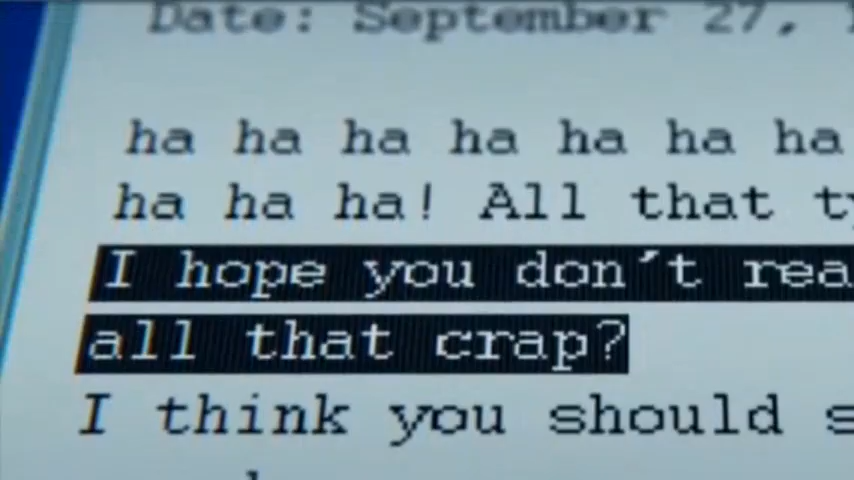 Date: September 27,
ha ha ha ha ha ha ha
ha ha ha! All that
I hope you don't
all that crap?
I think you should